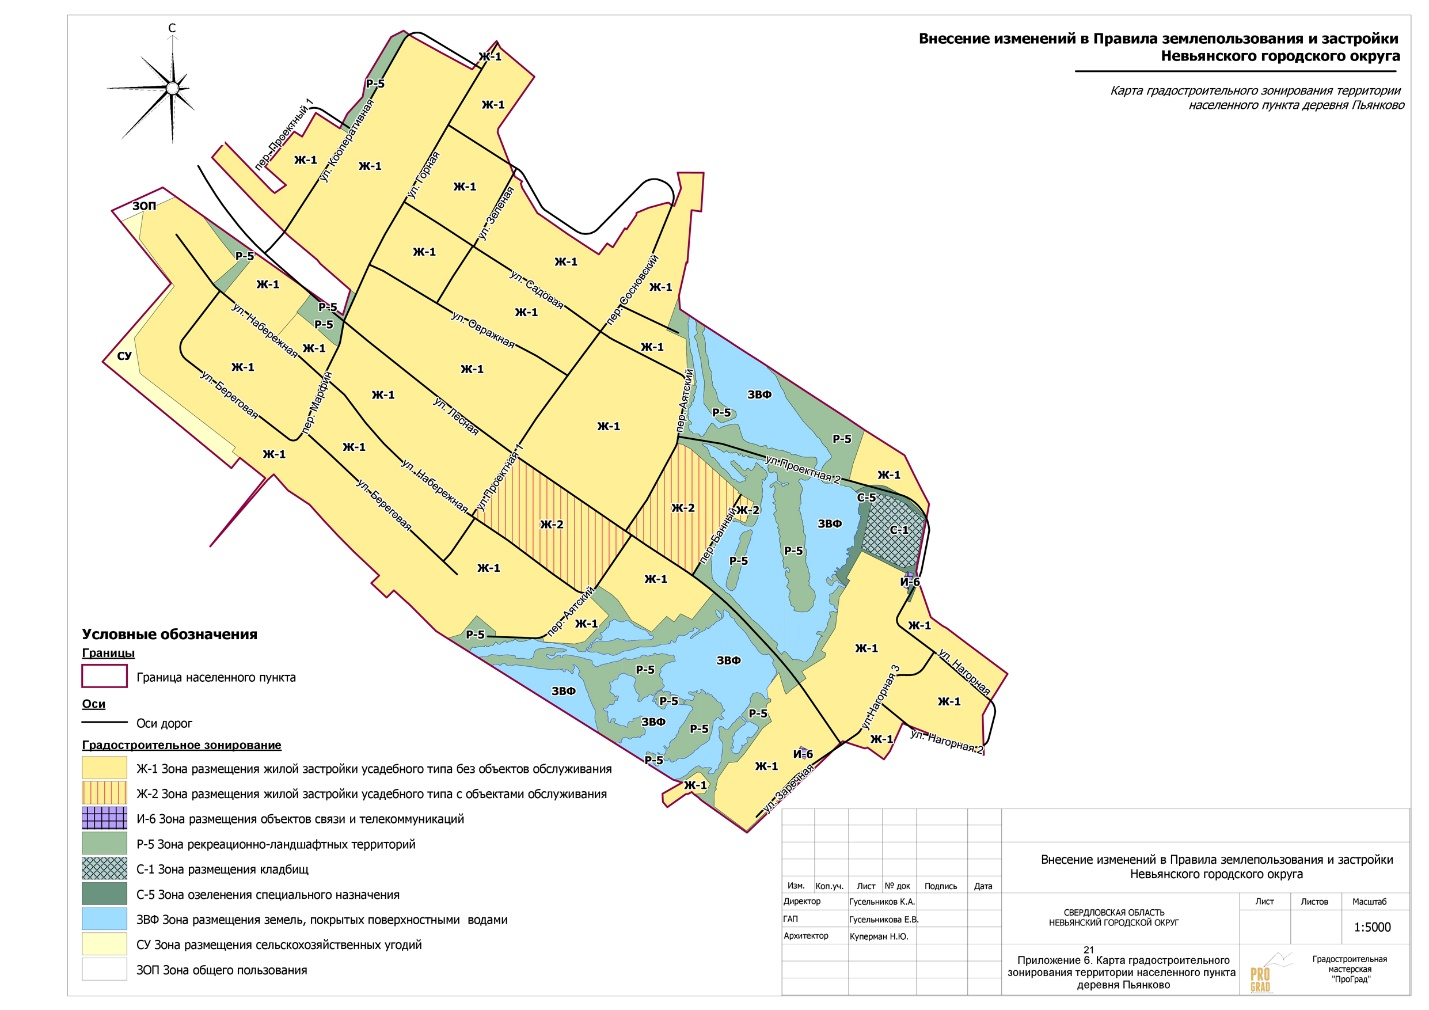 Внесение изменений в Правила землепользования и застройки
Невьянского городского округа
Карта градостроительного зонирования территории
населенного пункта деревня Пьянково
С
Ж-1
Р-5
Ж-1
пер. Проектный 1
ул. Кооперативная
Ж-1
Ж-1
ул. Горная
Ж-1
ул. Зеленая
ЗОП
Р-5
Ж-1
Ж-1
Ж-1
ул. Садовая
пер. Сосновский
Ж-1
Р-5
Р-5
Ж-1
ул. Набережная
ул. Овражная
Ж-1
Ж-1
СУ
Ж-1
Ж-1
ул. Береговая
пер. Марфин
Ж-1
пер. Аятский
ЗВФ
Р-5
ул. Лесная
Ж-1
Р-5
Ж-1
Ж-1
ул. Набережная
ул.Проектная 1
ул.Проектная 2
Ж-1
ул. Береговая
С-5
Ж-2
Ж-2
Ж-2
ЗВФ
С-1
пер. Банный
Р-5
Р-5
Ж-1
Ж-1
И-6
пер. Аятский
Ж-1
Р-5
Ж-1
Ж-1
ул. Нагорная
ЗВФ
Р-5
ЗВФ
Р-5
ул.Нагорная 3
Ж-1
Р-5
ЗВФ
Р-5
Ж-1
ул. Нагорная 2
И-6
Р-5
Ж-1
Ж-1
ул. Заречная
Условные обозначения
Границы
Граница населенного пункта
Оси
Оси дорог
Градостроительное зонирование
Ж-1 Зона размещения жилой застройки усадебного типа без объектов обслуживания
Ж-2 Зона размещения жилой застройки усадебного типа с объектами обслуживания
И-6 Зона размещения объектов связи и телекоммуникаций
Р-5 Зона рекреационно-ландшафтных территорий
С-1 Зона размещения кладбищ
С-5 Зона озеленения специального назначения
ЗВФ Зона размещения земель, покрытых поверхностными водами
СУ Зона размещения сельскохозяйственных угодий
ЗОП Зона общего пользования
Изм. Кол.уч. Лист № док Подпись Дата
Директор Гусельников К.А.
ГАП Гусельникова Е.В.
Архитектор Куперман Н.Ю.
Внесение изменений в Правила землепользования и застройки
Невьянского городского округа
СВЕРДЛОВСКАЯ ОБЛАСТЬ
НЕВЬЯНСКИЙ ГОРОДСКОЙ ОКРУГ
Лист Листов Масштаб
1:5000
21
Приложение 6. Карта градостроительного
зонирования территории населенного пункта
деревня Пьянково
PRO
GRAD
Градостроительная
мастерская
"ПроГрад"